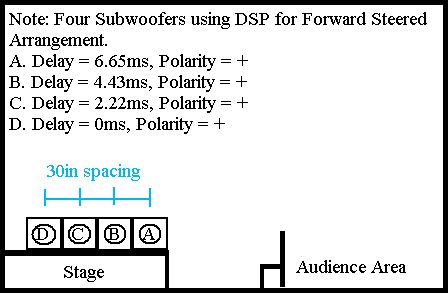 Note: Four Subwoofers using DSP for Forward Steered
Arrangement.
A. Delay = 6.65ms, Polarity = +
B. Delay = 4.43ms, Polarity = +
C. Delay = 2.22ms, Polarity = +
D. Delay = 0ms, Polarity = +
30in spacing
D C B A
Stage
Audience Area